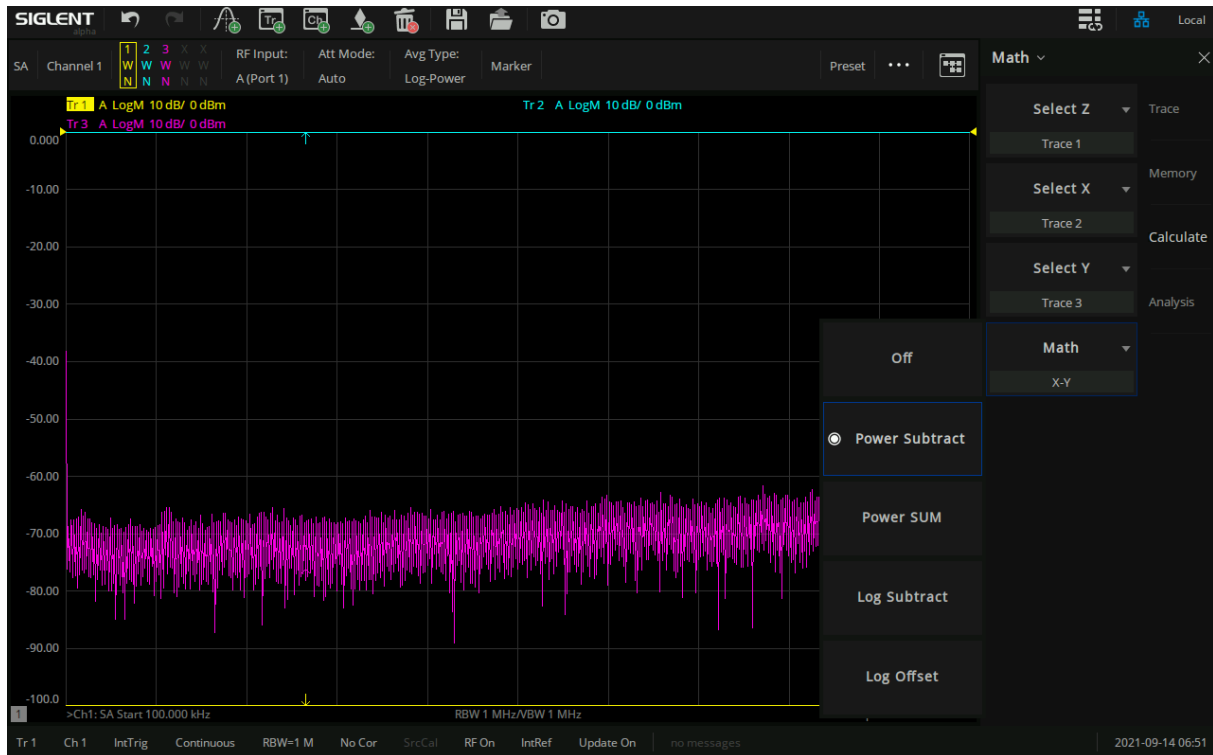 SIGLENT
alpha
Tr
Ch
Local
SA
Channel 1
1 2 3 X X
W W W W W
N N N N N
RF Input:
A (Port 1)
Att Mode:
Auto
Avg Type:
Log-Power
Marker
Preset
Math
Tr 1 A LogM 10 dB/ 0 dBm
Tr 2 A LogM 10 dB/ 0 dBm
Tr 3 A LogM 10 dB/ 0 dBm
0.000
-10.00
-20.00
-30.00
-40.00
-50.00
-60.00
-70.00
-80.00
-90.00
-100.0
1
>Ch1: SA Start 100.000 kHz
RBW 1 MHz/VBW 1 MHz
Off
Power Subtract
Power SUM
Log Subtract
Log Offset
Select Z
Trace 1
Select X
Trace 2
Select Y
Trace 3
Math
X-Y
Trace
Memory
Calculate
Analysis
Tr 1
Ch 1
IntTrig
Continuous
RBW=1 M
No Cor
SrcCal
RF On
IntRef
Update On
no messages
2021-09-14 06:51